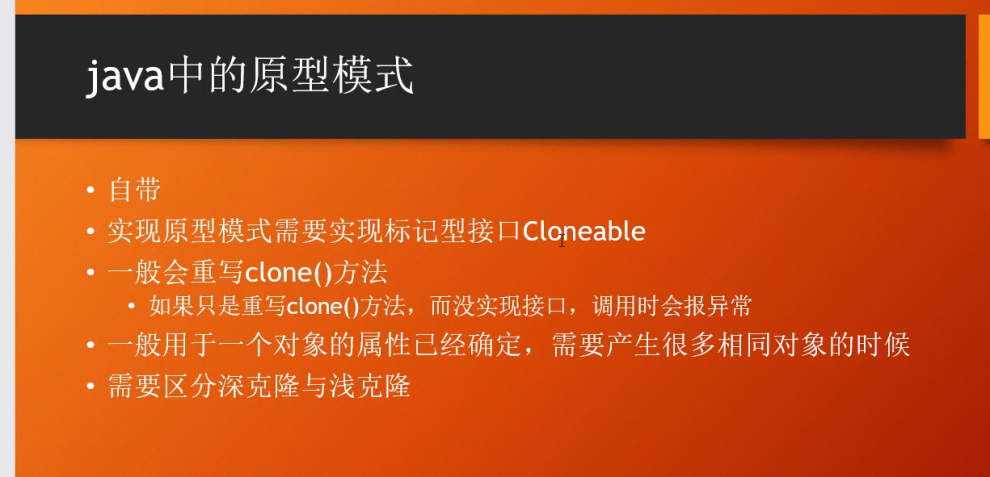 java中的原型模式
• 自带
• 实现原型模式需要实现标记型接口Cloneable
• 一般会重写clone()方法
• 如果只是重写clone()方法，而没实现接口，调用时会报异常
• 一般用于一个对象的属性已经确定，需要产生很多相同对象的时候
• 需要区分深克隆与浅克隆